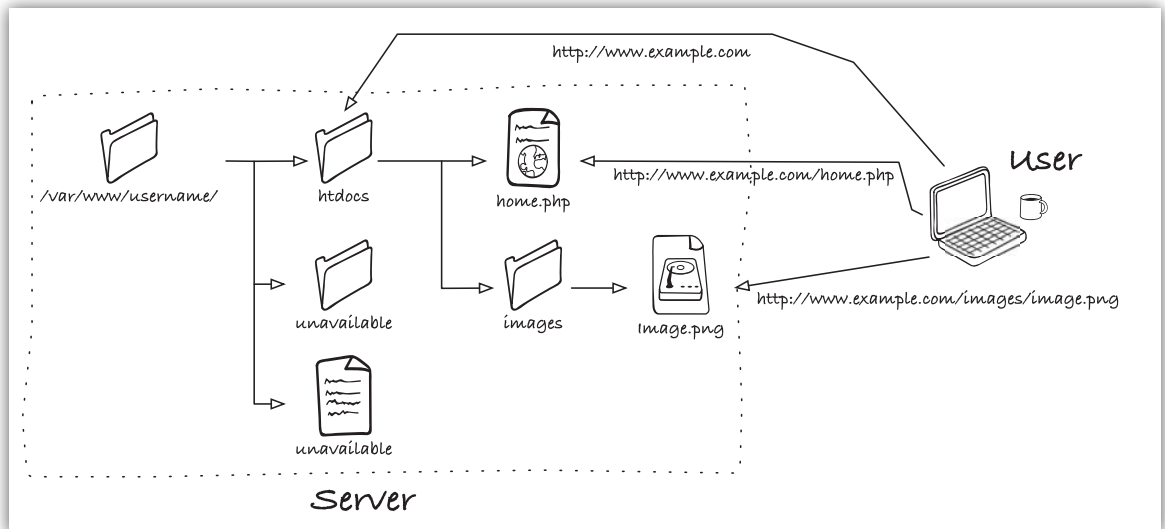 http://www.example.com
user
/var/www/username/
htdocs
home.php
http://www.example.com/home.php
unavailable
images
Image.png
http://www.example.com/images/image.png
unavailable
Server